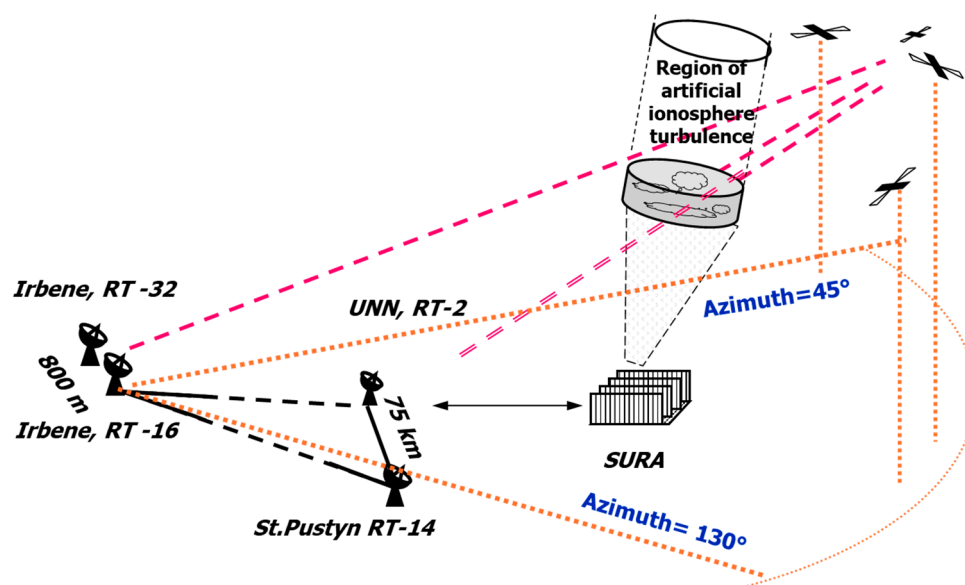 Region of
artificial
ionosphere
turbulence
Irbene, RT -32
UNN, RT-2
Azimuth=45°
800 m
75 km
Irbene, RT -16
SURA
St.Pustyn RT-14
Azimuth= 130°